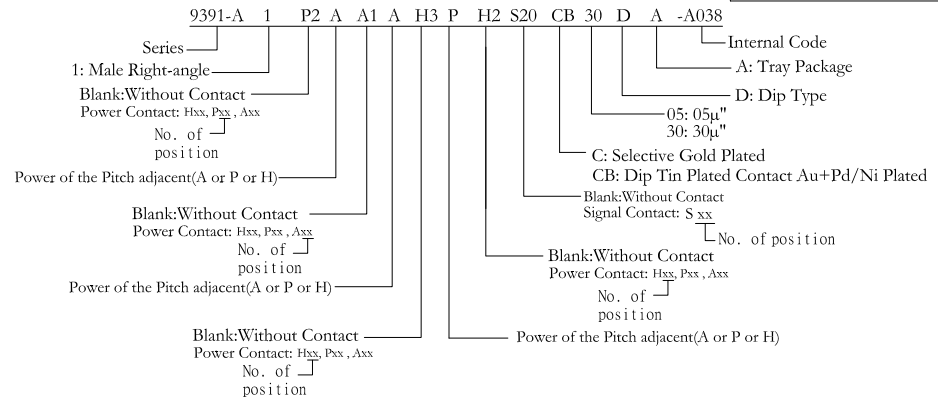 9391-A 1 P2 A A1 A H3 P H2 S20 CB 30 D A -A038
Series
1: Male Right-angle
Blank:Without Contact
Power Contact: Hxx, Pxx , Axx
No. of
position
Power of the Pitch adjacent(A or P or H)
Blank:Without Contact
Power Contact: Hxx, Pxx , Axx
No. of
position
Power of the Pitch adjacent(A or P or H)
Blank:Without Contact
Power Contact: Hxx, Pxx , Axx
No. of
position
Internal Code
A: Tray Package
D: Dip Type
05: 05µ"
30: 30µ"
C: Selective Gold Plated
CB: Dip Tin Plated Contact Au+Pd/Ni Plated
Blank:Without Contact
Signal Contact: S xx
No. of position
Blank:Without Contact
Power Contact: Hxx, Pxx , Axx
No. of
position
Power of the Pitch adjacent(A or P or H)